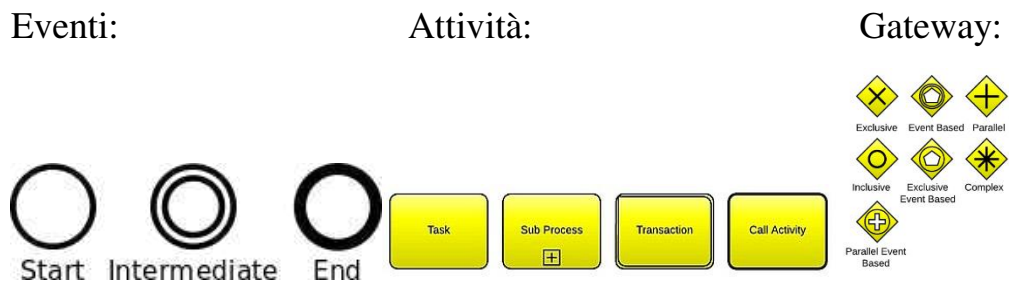 Eventi:
Attività:
Gateway:
Exclusive
Event Based
Parallel
Inclusive
Exclusive
Event Based
Complex
Parallel Event
Based
Start
Intermediate
End
Task
Sub Process
Transaction
Call Activity